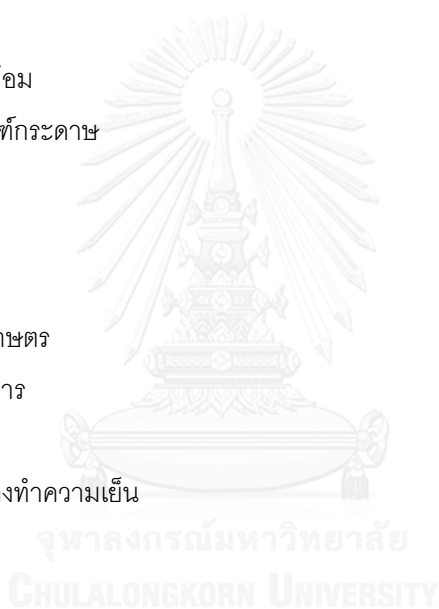 ฑ์กระดาษ
าษตร
าร
งทำความเย็น
จุฬาลงกรณ์มหาวิทยาลัย
CHULALONGKORN UNIVERSITY